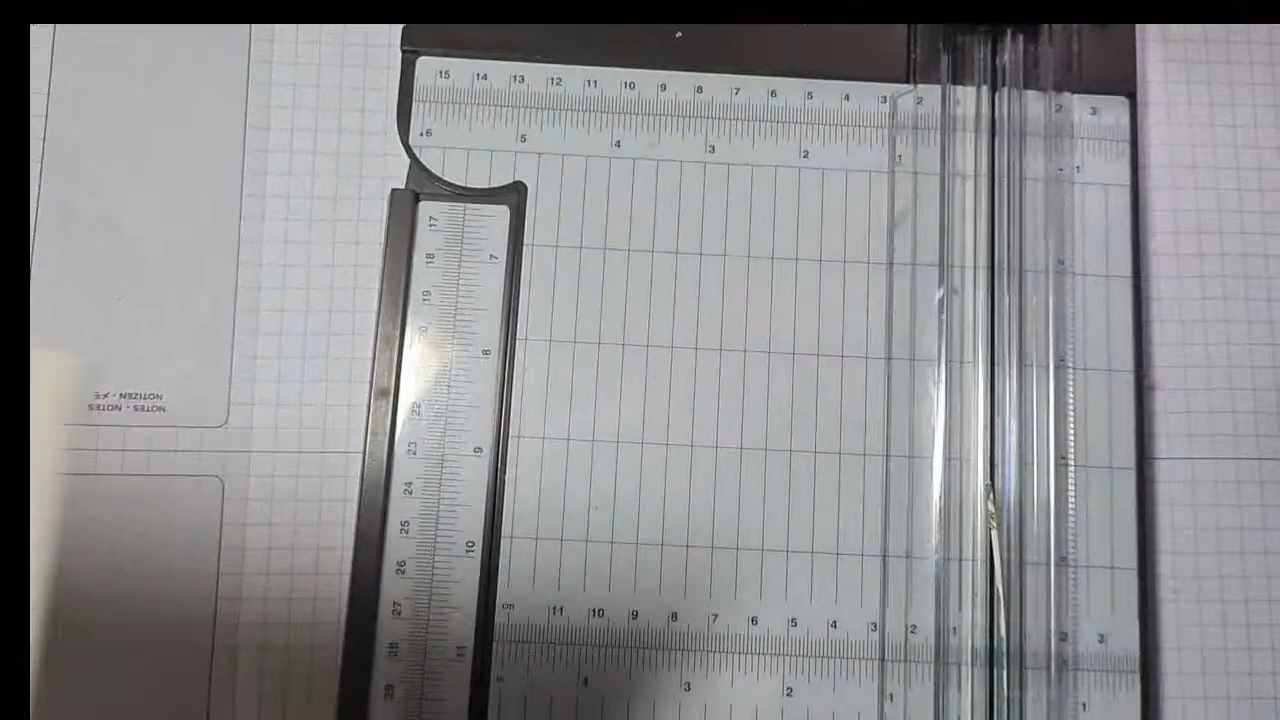 15 14 13 12 11 10 9 8 7 6 5 4 3 2 1 2 3
6 5 4 3 2 1 1
17
18
7
19
20
8
22
23
9
24
25
10
26
27
28
11
29
NOTIZEN
NOTES • NOTES
cm 11 10 9 8 7 6 5 4 3 2 1 2 3
4 3 2 1 1